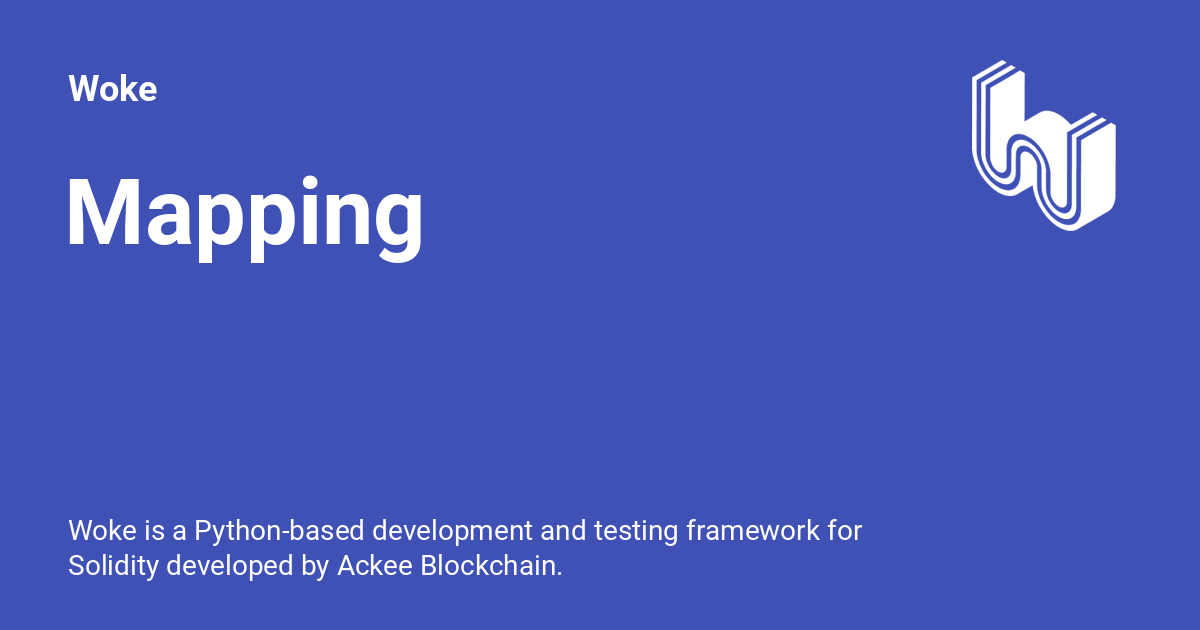 Woke
Mapping
Woke is a Python-based development and testing framework for
Solidity developed by Ackee Blockchain.